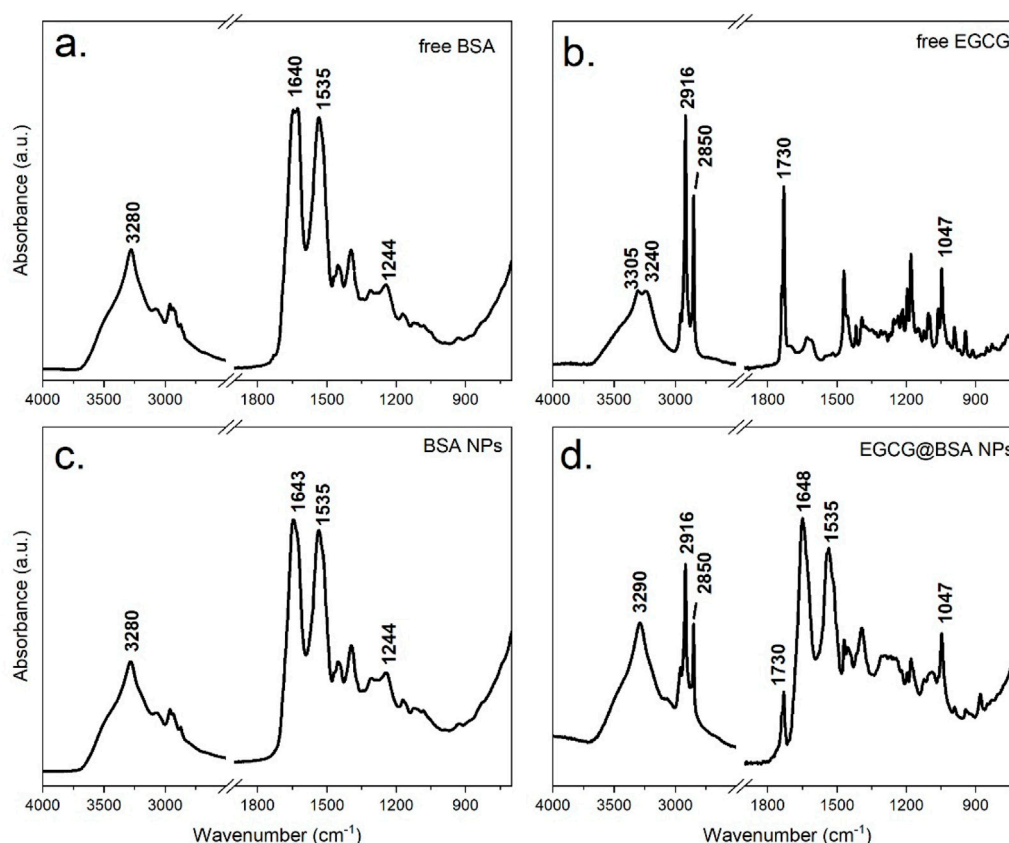 a.
free BSA
1640
1535
3280
1244
4000 3500 3000 1800 1500 1200 900
Absorbance (a.u.)
b.
free EGCG
2916
2850
1730
3305
3240
1047
4000 3500 3000 1800 1500 1200 900
c.
BSA NPs
1643
1535
3280
1244
4000 3500 3000 1800 1500 1200 900
Absorbance (a.u.)
Wavenumber (cm⁻¹)
d.
EGCG@BSA NPs
1648
1535
2916
2850
3290
1730
1047
4000 3500 3000 1800 1500 1200 900
Wavenumber (cm⁻¹)